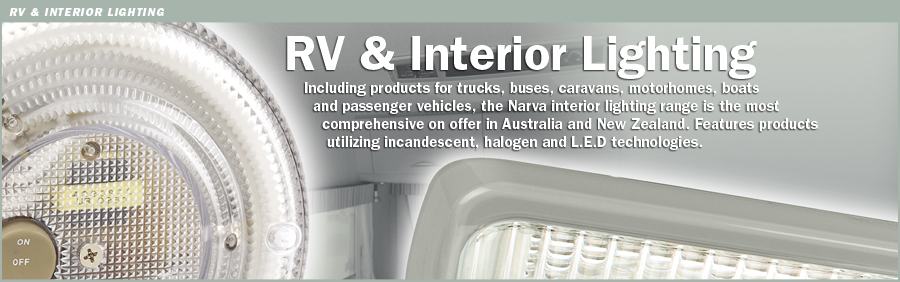 RV & INTERIOR LIGHTING
RV & Interior Lighting
Including products for trucks, buses, caravans, motorhomes, boats
and passenger vehicles, the Narva interior lighting range is the most
comprehensive on offer in Australia and New Zealand. Features products
utilizing incandescent, halogen and L.E.D technologies.
ON
OFF